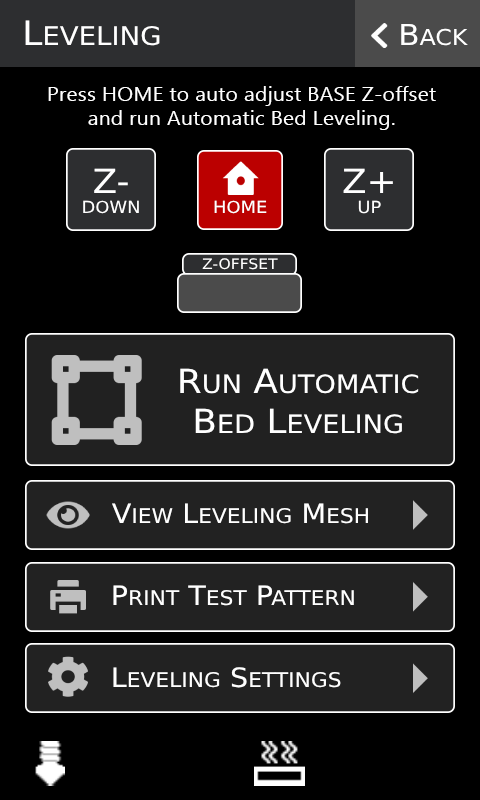 Leveling
Back
Press HOME to auto adjust BASE Z-offset
and run Automatic Bed Leveling.
Z-
DOWN
HOME
Z+
UP
Z-OFFSET
Run Automatic
Bed Leveling
View Leveling Mesh
Print Test Pattern
Leveling Settings